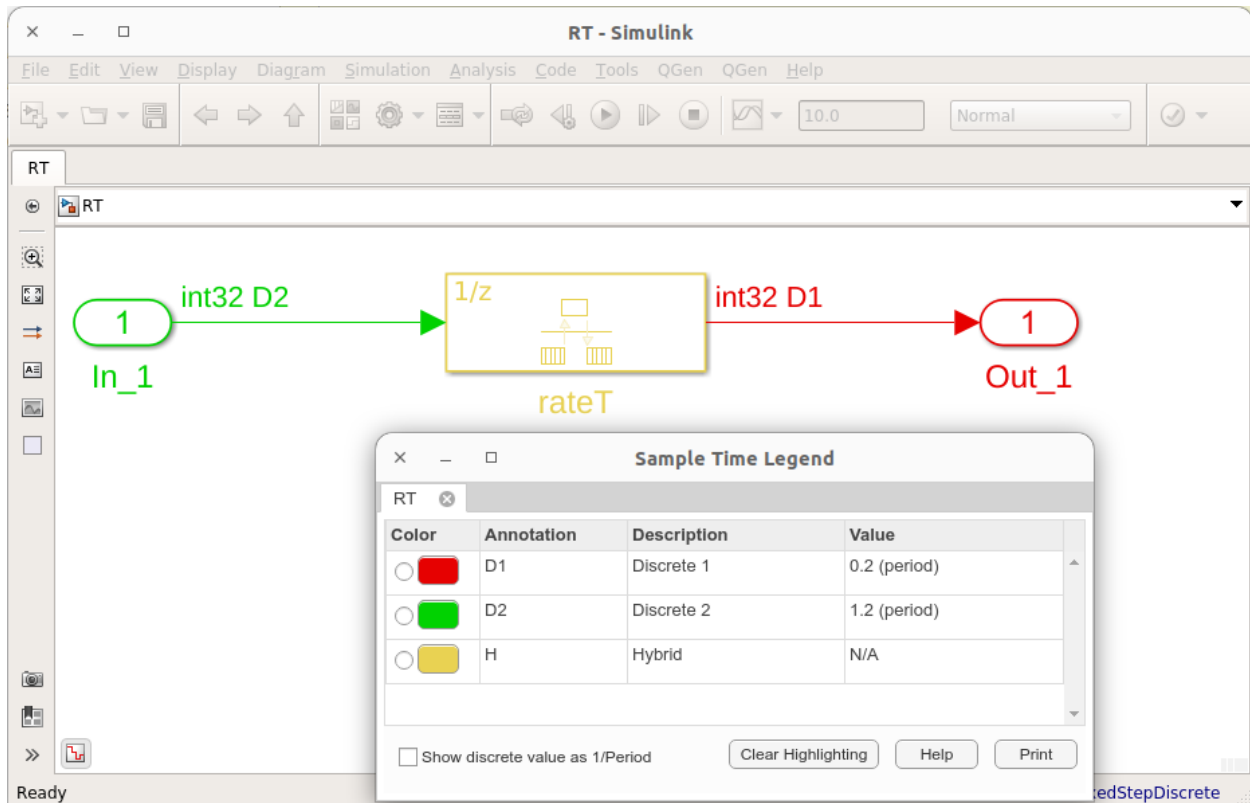 RT - Simulink
File Edit View Display Diagram Simulation Analysis Code Tools QGen QGen Help
10.0 Normal
RT
RT
int32 D2 1/z int32 D1
1 1
In_1 Out_1
rateT
Sample Time Legend
RT
Color Annotation Description Value
D1 Discrete 1 0.2 (period)
D2 Discrete 2 1.2 (period)
H Hybrid N/A
Show discrete value as 1/Period Clear Highlighting Help Print
Ready edStepDiscrete